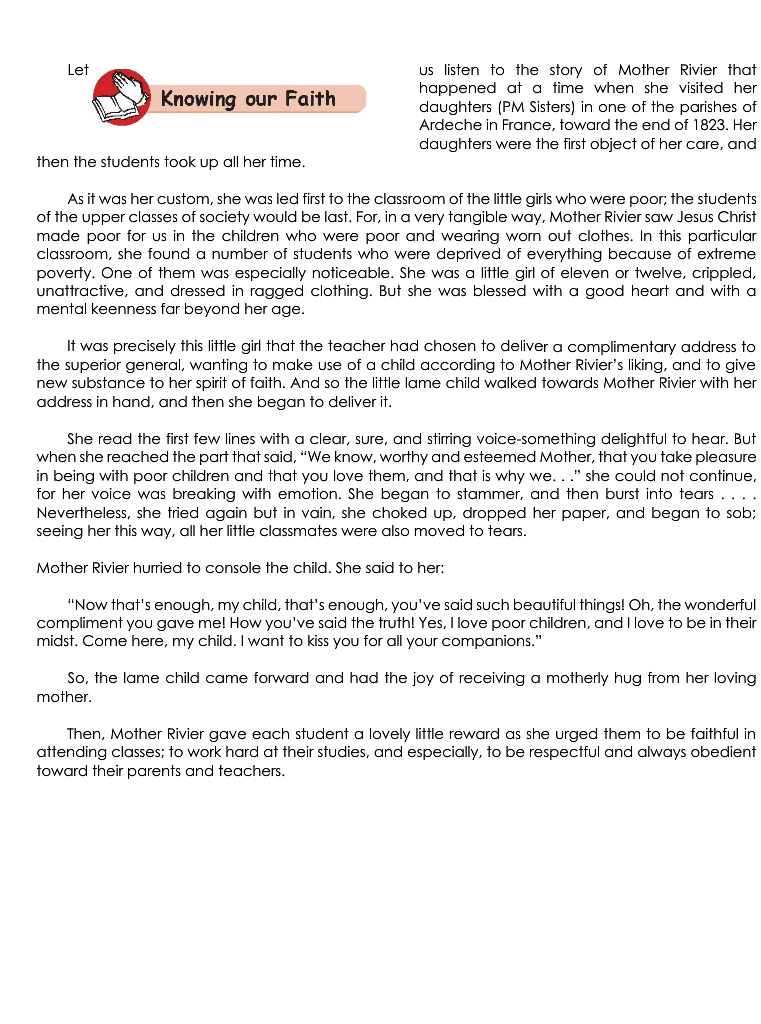 Let
Knowing our Faith
us listen to the story of Mother Rivier that
happened at a time when she visited her
daughters (PM Sisters) in one of the parishes of
Ardeche in France, toward the end of 1823. Her
daughters were the first object of her care, and
then the students took up all her time.
As it was her custom, she was led first to the classroom of the little girls who were poor; the students
of the upper classes of society would be last. For, in a very tangible way, Mother Rivier saw Jesus Christ
made poor for us in the children who were poor and wearing worn out clothes. In this particular
classroom, she found a number of students who were deprived of everything because of extreme
poverty. One of them was especially noticeable. She was a little girl of eleven or twelve, crippled,
unattractive, and dressed in ragged clothing. But she was blessed with a good heart and with a
mental keenness far beyond her age.
It was precisely this little girl that the teacher had chosen to deliver a complimentary address to
the superior general, wanting to make use of a child according to Mother Rivier’s liking, and to give
new substance to her spirit of faith. And so the little lame child walked towards Mother Rivier with her
address in hand, and then she began to deliver it.
She read the first few lines with a clear, sure, and stirring voice-something delightful to hear. But
when she reached the part that said, “We know, worthy and esteemed Mother, that you take pleasure
in being with poor children and that you love them, and that is why we. . .” she could not continue,
for her voice was breaking with emotion. She began to stammer, and then burst into tears . . . .
Nevertheless, she tried again but in vain, she choked up, dropped her paper, and began to sob;
seeing her this way, all her little classmates were also moved to tears.
Mother Rivier hurried to console the child. She said to her:
“Now that’s enough, my child, that’s enough, you’ve said such beautiful things! Oh, the wonderful
compliment you gave me! How you’ve said the truth! Yes, I love poor children, and I love to be in their
midst. Come here, my child. I want to kiss you for all your companions.”
So, the lame child came forward and had the joy of receiving a motherly hug from her loving
mother.
Then, Mother Rivier gave each student a lovely little reward as she urged them to be faithful in
attending classes; to work hard at their studies, and especially, to be respectful and always obedient
toward their parents and teachers.